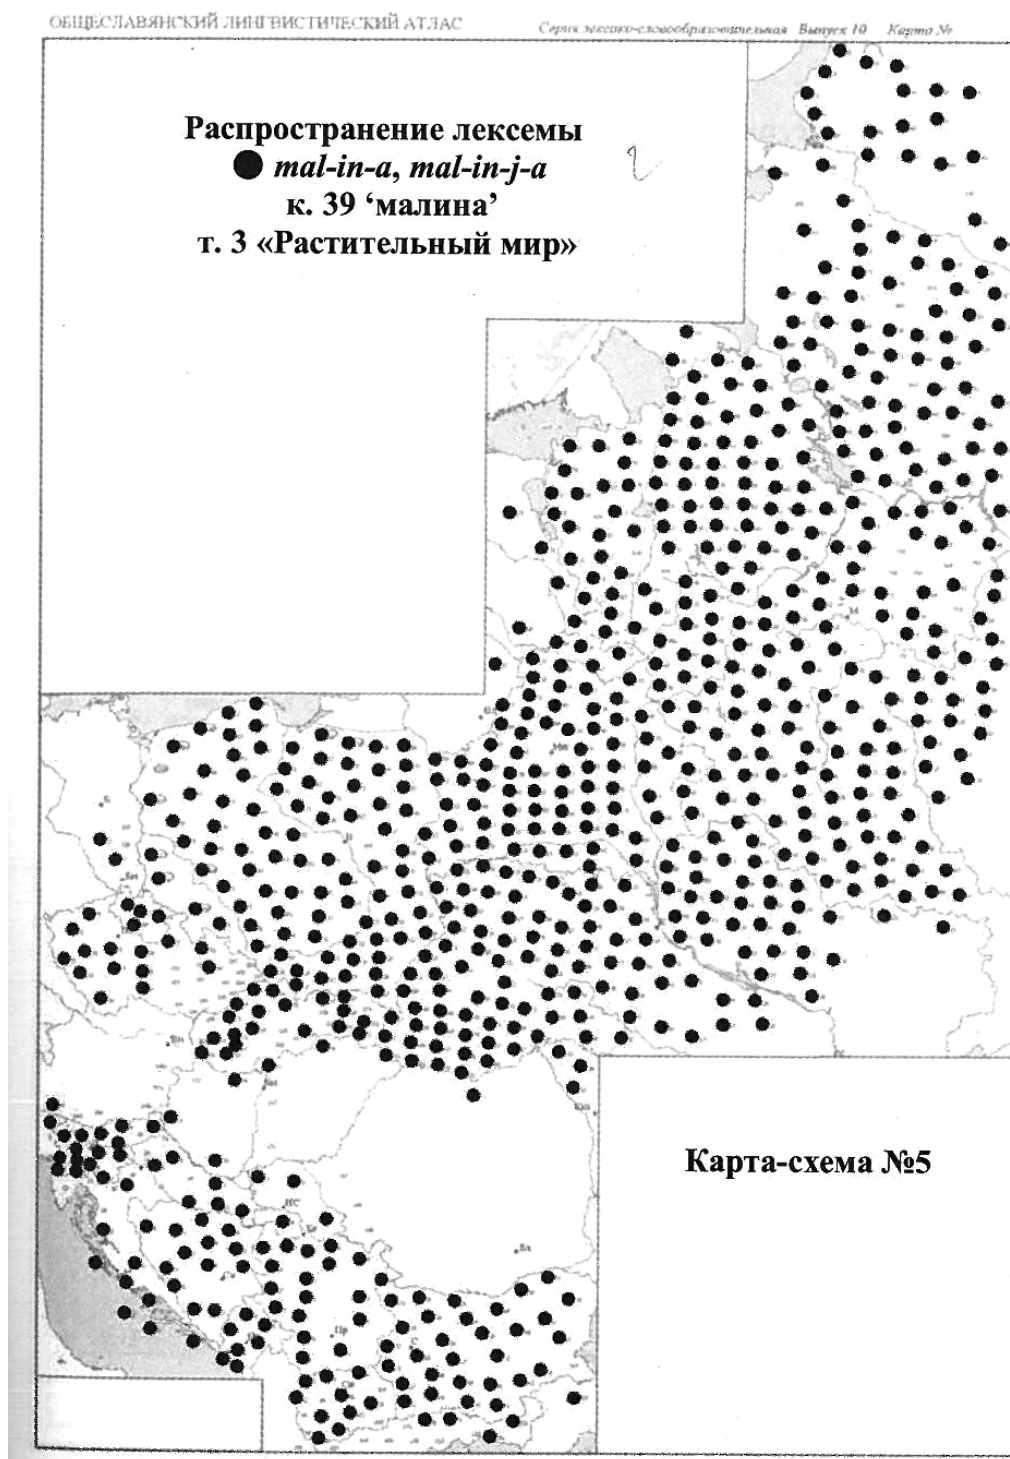 ОБЩЕСЛАВЯНСКИЙ ЛИНГВИСТИЧЕСКИЙ АТЛАС
Серия лексико-словообразовательная Выпуск 10 Карта №
Распространение лексемы
mal-in-a, mal-in-j-a
к. 39 ‘малина’
т. 3 «Растительный мир»
Карта-схема №5